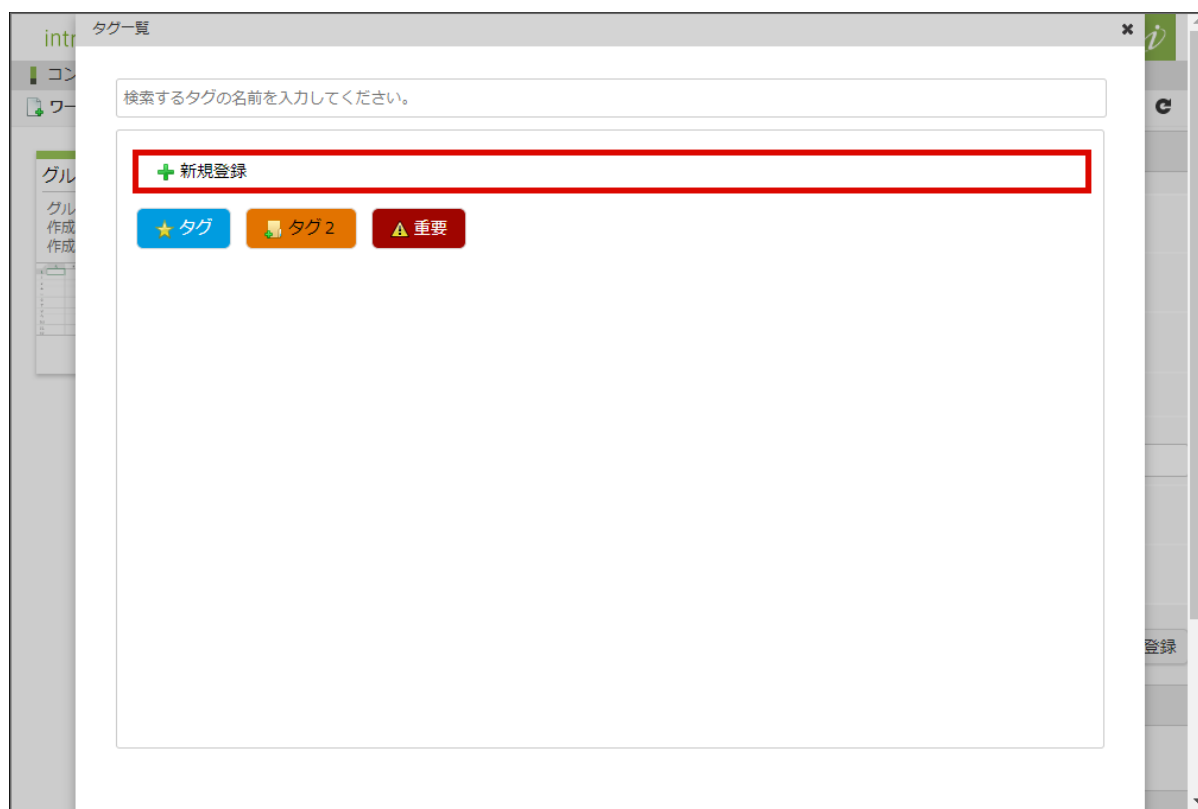 タグ一覧
intr
コン
ワー
検索するタグの名前を入力してください。
新規登録
グル
グル
作成
作成
タグ
タグ2
重要
登録